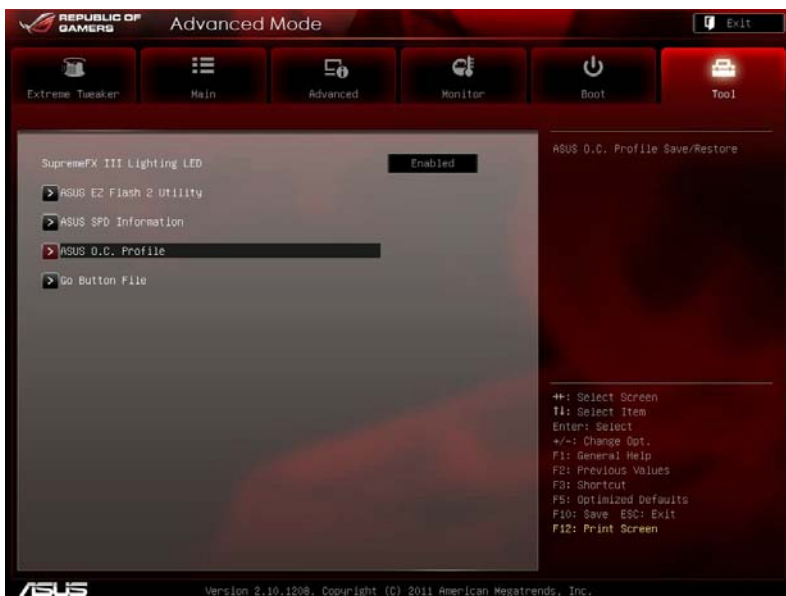 REPUBLIC OF
GAMERS
Advanced Mode
Exit
Extreme Tweaker
Main
Advanced
Monitor
Boot
Tool
SupremeFX III Lighting LED
Enabled
> ASUS EZ Flash 2 Utility
> ASUS SPD Information
> ASUS O.C. Profile
> Go Button File
ASUS O.C. Profile Save/Restore
→←: Select Screen
↑↓: Select Item
Enter: Select
+/-: Change Opt.
F1: General Help
F2: Previous Values
F3: Shortcut
F5: Optimized Defaults
F10: Save ESC: Exit
F12: Print Screen
ASUS
Version 2.10.1208. Copyright (C) 2011 American Megatrends, Inc.